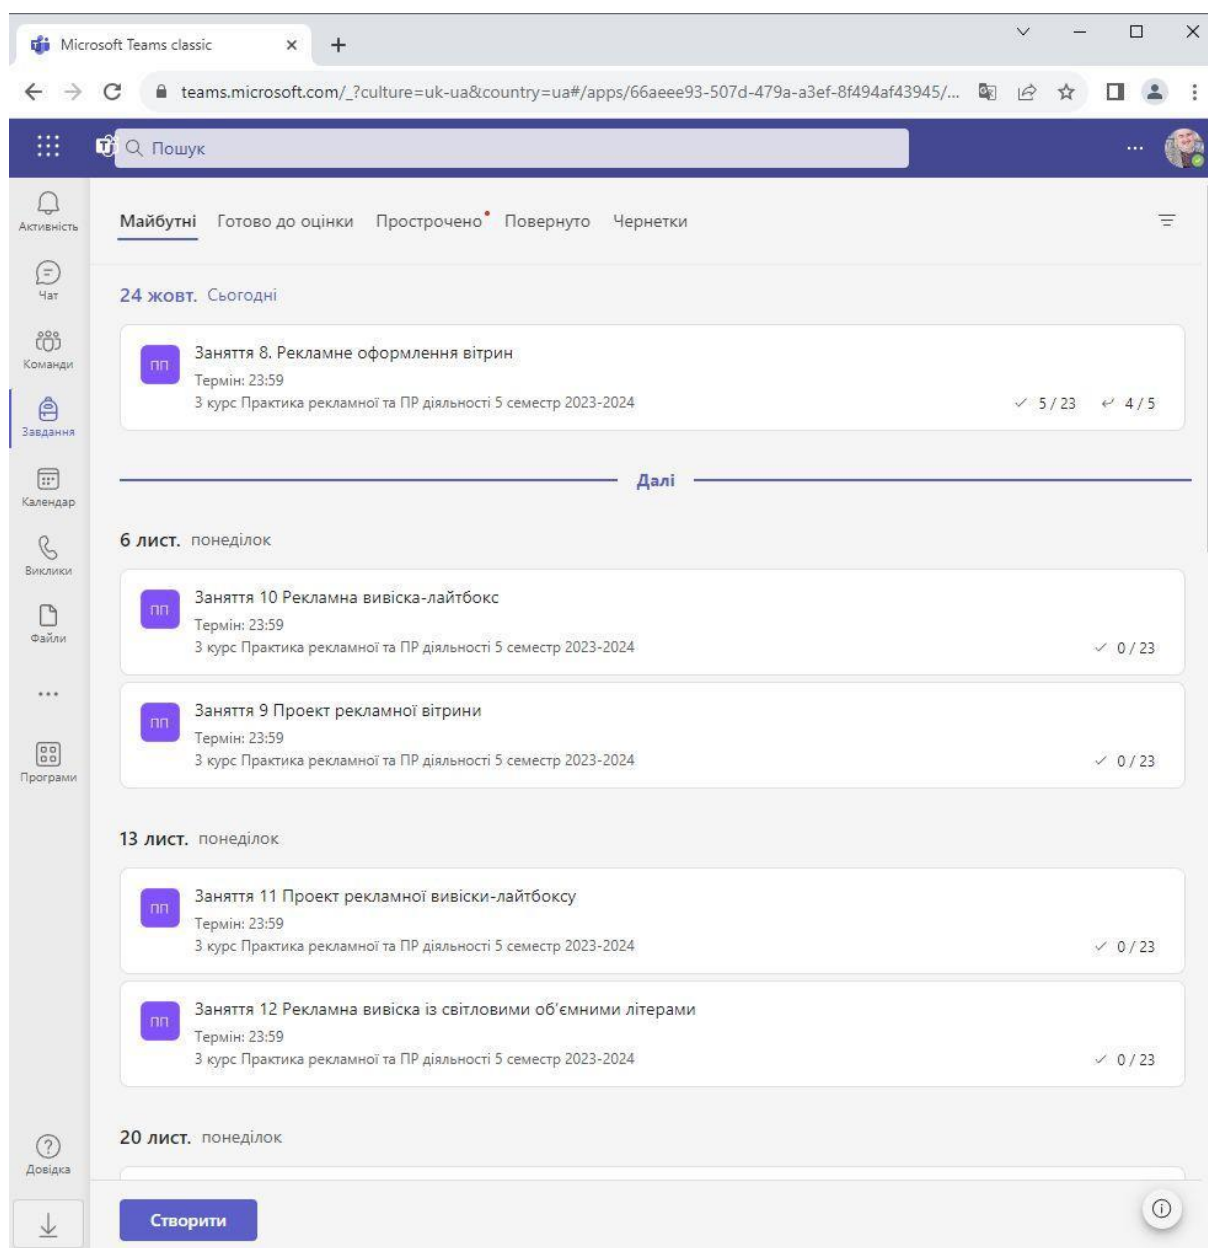 Microsoft Teams classic
teams.microsoft.com/_?culture=uk-ua&country=ua#/apps/66aeee93-507d-479a-a3ef-8f494af43945/...
Пошук
Активність
Чат
Команди
Завдання
Календар
Виклики
Файли
Програми
Довідка
Майбутні Готово до оцінки Прострочено Повернуто Чернетки
24 жовт. Сьогодні
ПП
Заняття 8. Рекламне оформлення вітрин
Термін: 23:59
3 курс Практика рекламної та ПР діяльності 5 семестр 2023-2024
5 / 23 4 / 5
Далі
6 лист. понеділок
ПП
Заняття 10 Рекламна вивіска-лайтбокс
Термін: 23:59
3 курс Практика рекламної та ПР діяльності 5 семестр 2023-2024
0 / 23
ПП
Заняття 9 Проект рекламної вітрини
Термін: 23:59
3 курс Практика рекламної та ПР діяльності 5 семестр 2023-2024
0 / 23
13 лист. понеділок
ПП
Заняття 11 Проект рекламної вивіски-лайтбоксу
Термін: 23:59
3 курс Практика рекламної та ПР діяльності 5 семестр 2023-2024
0 / 23
ПП
Заняття 12 Рекламна вивіска із світловими об‘ємними літерами
Термін: 23:59
3 курс Практика рекламної та ПР діяльності 5 семестр 2023-2024
0 / 23
20 лист. понеділок
Створити